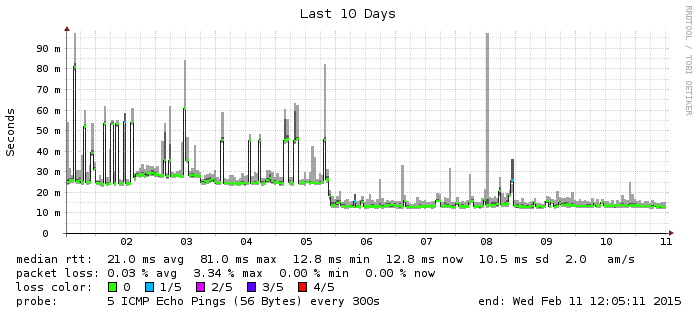 Last 10 Days
RRDTOOL / TOBI OETIKER
Seconds
90 m
80 m
70 m
60 m
50 m
40 m
30 m
20 m
10 m
0
02 03 04 05 06 07 08 09 10 11
median rtt: 21.0 ms avg 81.0 ms max 12.8 ms min 12.8 ms now 10.5 ms sd 2.0 am/s
packet loss: 0.03 % avg 3.34 % max 0.00 % min 0.00 % now
loss color: 0 1/5 2/5 3/5 4/5
probe: 5 ICMP Echo Pings (56 Bytes) every 300s end: Wed Feb 11 12:05:11 2015